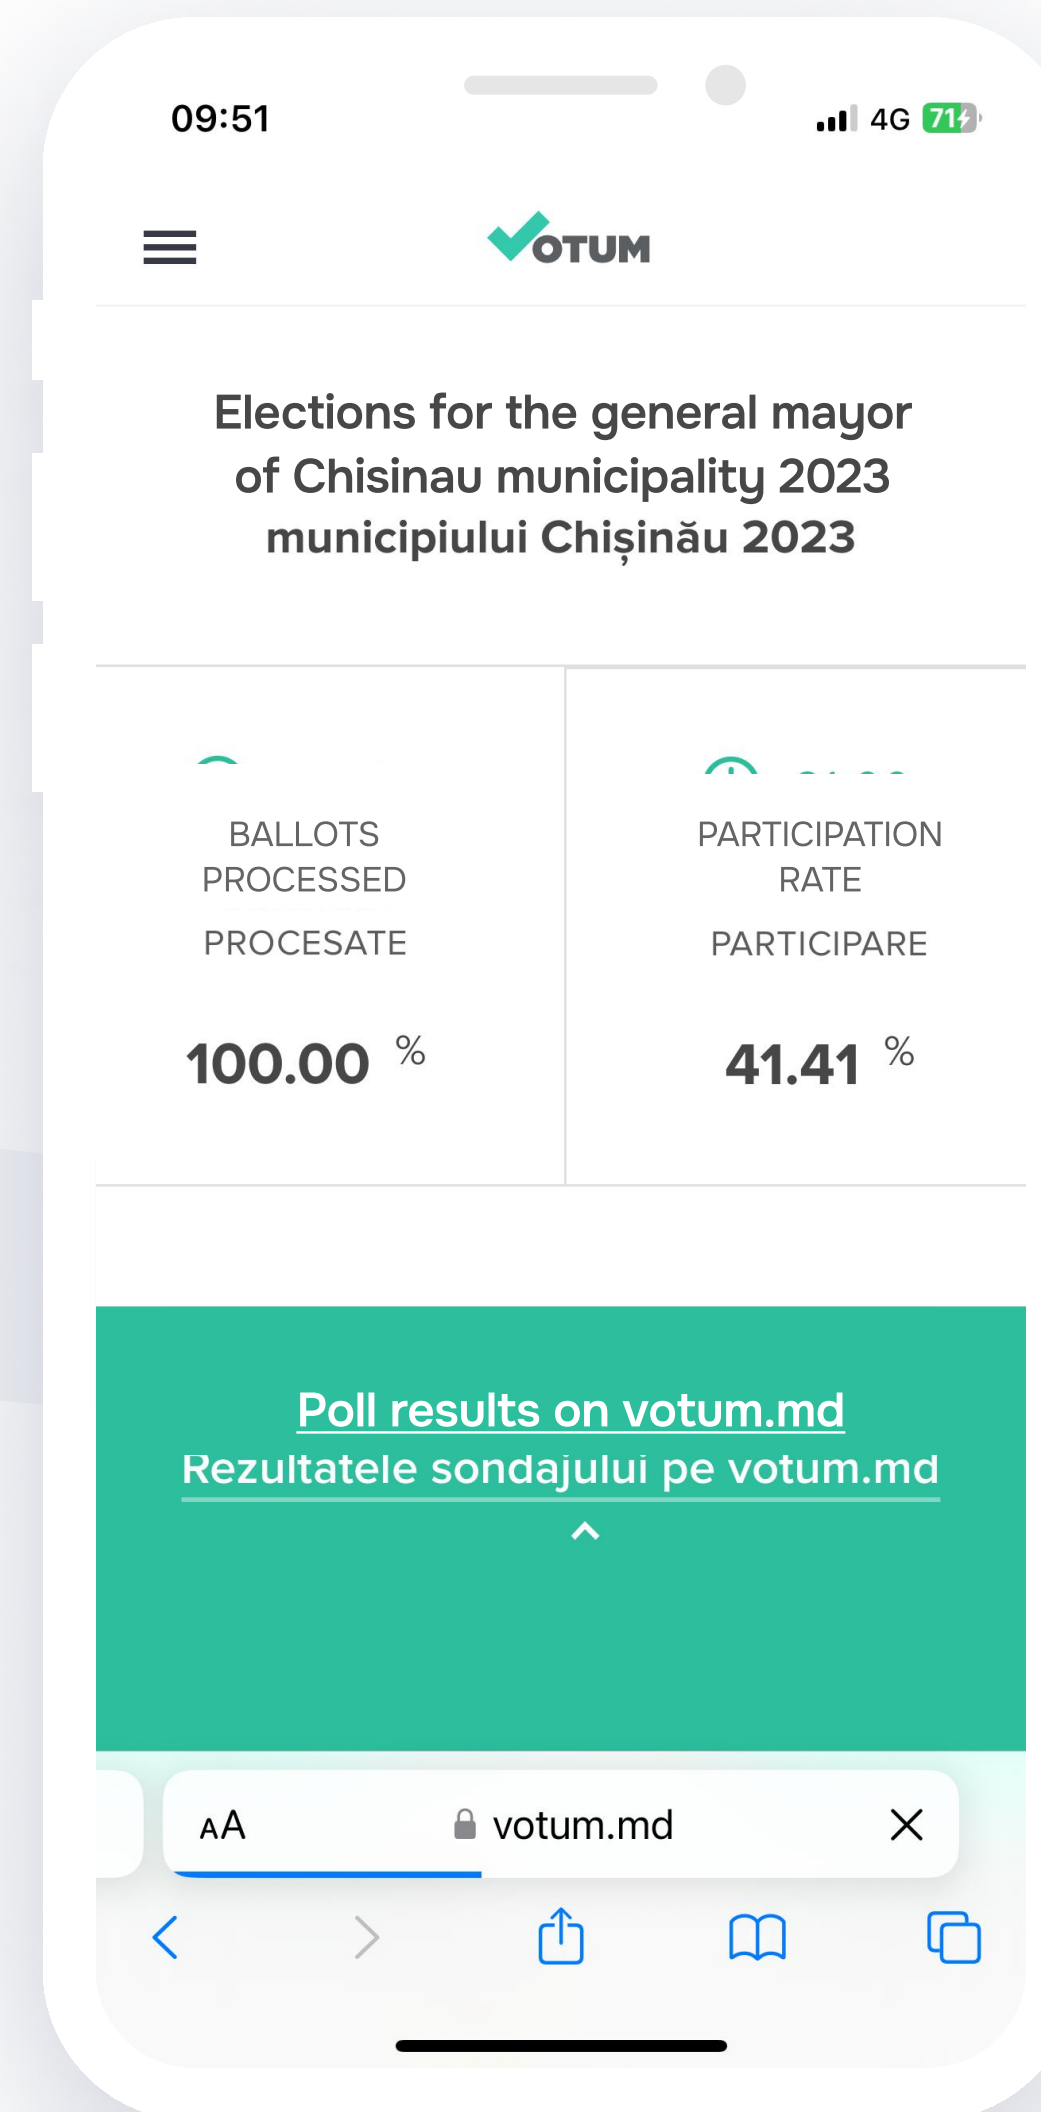 09:51
4G 71
VOTUM
Elections for the general mayor
of Chisinau municipality 2023
municipiului Chișinău 2023
BALLOTS
PROCESSED
PROCESATE
100.00 %
PARTICIPATION
RATE
PARTICIPARE
41.41 %
Poll results on votum.md
Rezultatele sondajului pe votum.md
AA votum.md